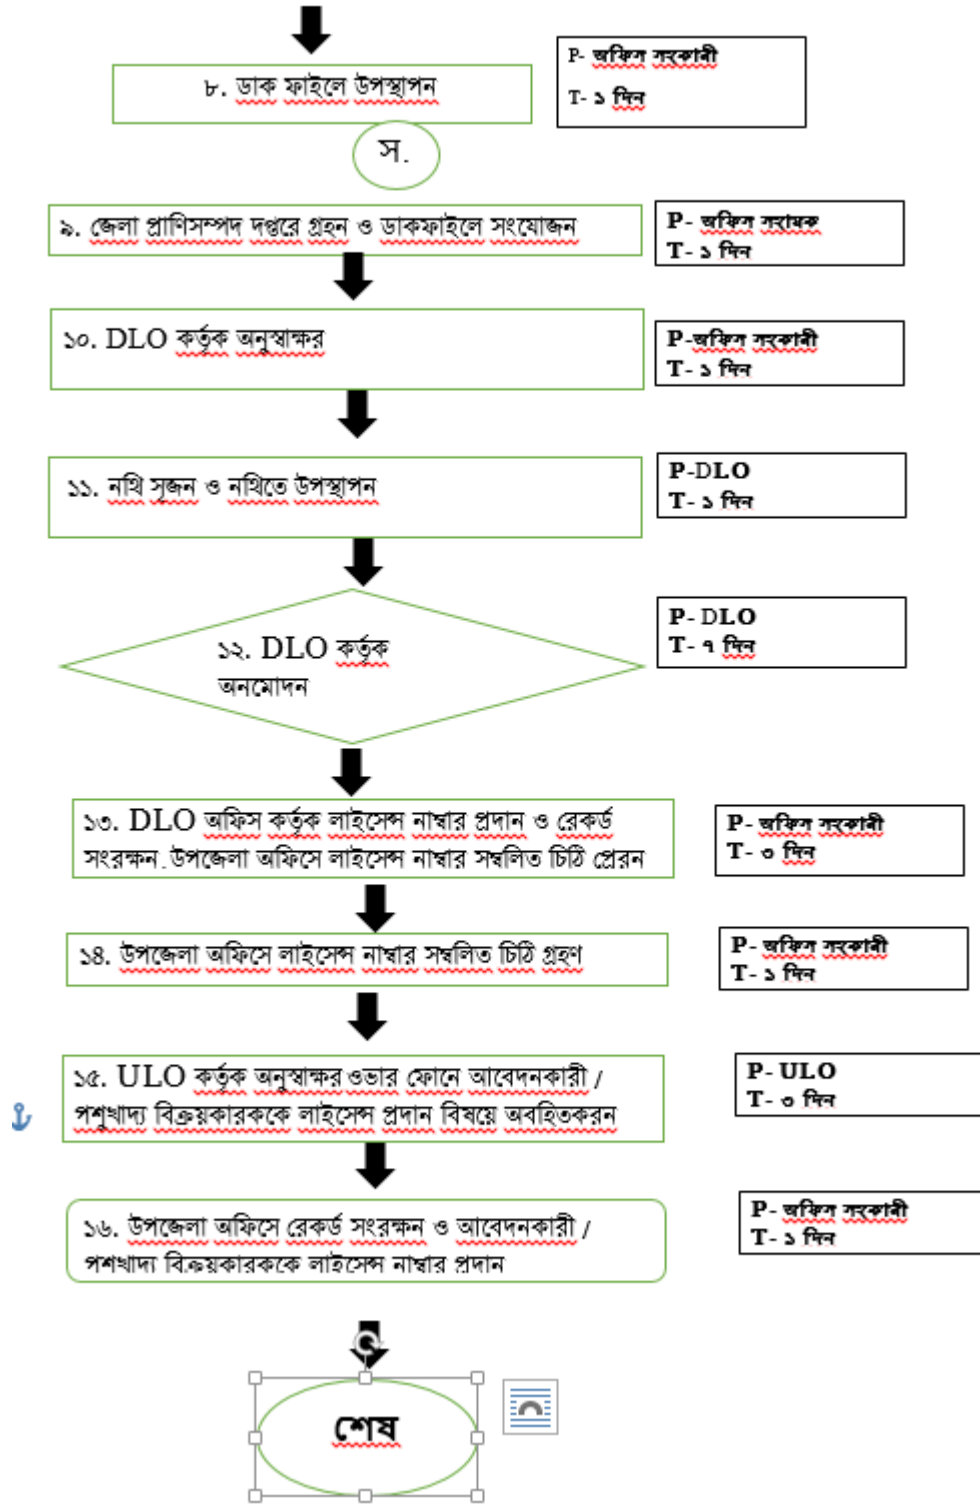 ৮. ডাক ফাইলে উপস্থাপন
P- অফিস সহকারী
T- ১ দিন
স.
৯. জেলা প্রাণিসম্পদ দপ্তরে গ্রহন ও ডাকফাইলে সংযোজন
P- অফিস সহায়ক
T- ১ দিন
১০. DLO কর্তৃক অনুস্বাক্ষর
P-অফিস সহকারী
T- ১ দিন
১১. নথি সৃজন ও নথিতে উপস্থাপন
P-DLO
T- ১ দিন
১২. DLO কর্তৃক
অনমোদন
P- DLO
T- ৭ দিন
১৩. DLO অফিস কর্তৃক লাইসেন্স নাম্বার প্রদান ও রেকর্ড
সংরক্ষন. উপজেলা অফিসে লাইসেন্স নাম্বার সম্বলিত চিঠি প্রেরন
P- অফিস সহকারী
T- ৩ দিন
১৪. উপজেলা অফিসে লাইসেন্স নাম্বার সম্বলিত চিঠি গ্রহণ
P- অফিস সহকারী
T- ১ দিন
১৫. ULO কর্তৃক অনুস্বাক্ষর ওভার ফোনে আবেদনকারী /
পশুখাদ্য বিক্রয়কারককে লাইসেন্স প্রদান বিষয়ে অবহিতকরন
P- ULO
T- ৩ দিন
১৬. উপজেলা অফিসে রেকর্ড সংরক্ষন ও আবেদনকারী /
পশুখাদ্য বিক্রয়কারককে লাইসেন্স নাম্বার প্রদান
P- অফিস সহকারী
T- ১ দিন
শেষ